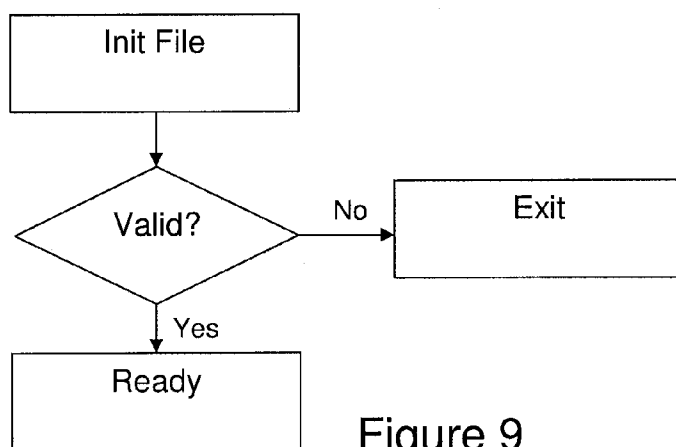 Init File
Valid?
No
Exit
Yes
Ready
Figure 9